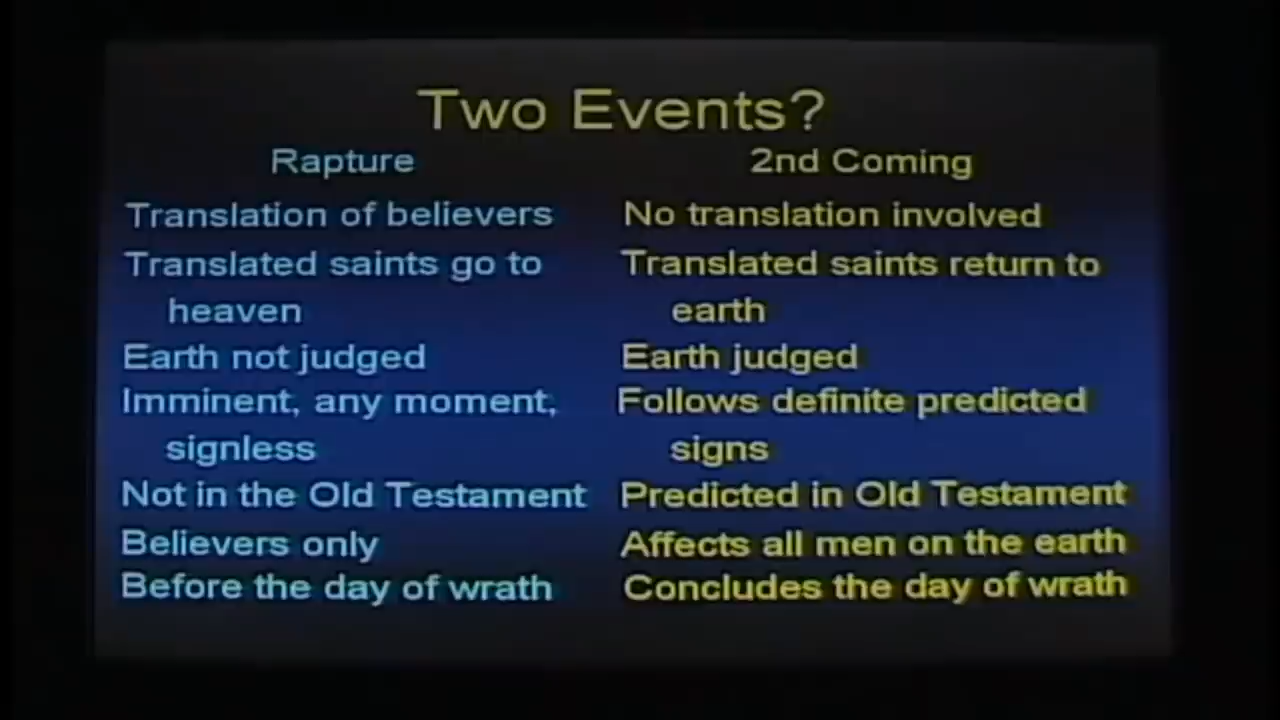 Two Events?
Rapture
2nd Coming
Translation of believers
No translation involved
Translated saints go to
heaven
Translated saints return to
earth
Earth not judged
Earth judged
Imminent, any moment,
signless
Follows definite predicted
signs
Not in the Old Testament
Predicted in Old Testament
Believers only
Affects all men on the earth
Before the day of wrath
Concludes the day of wrath